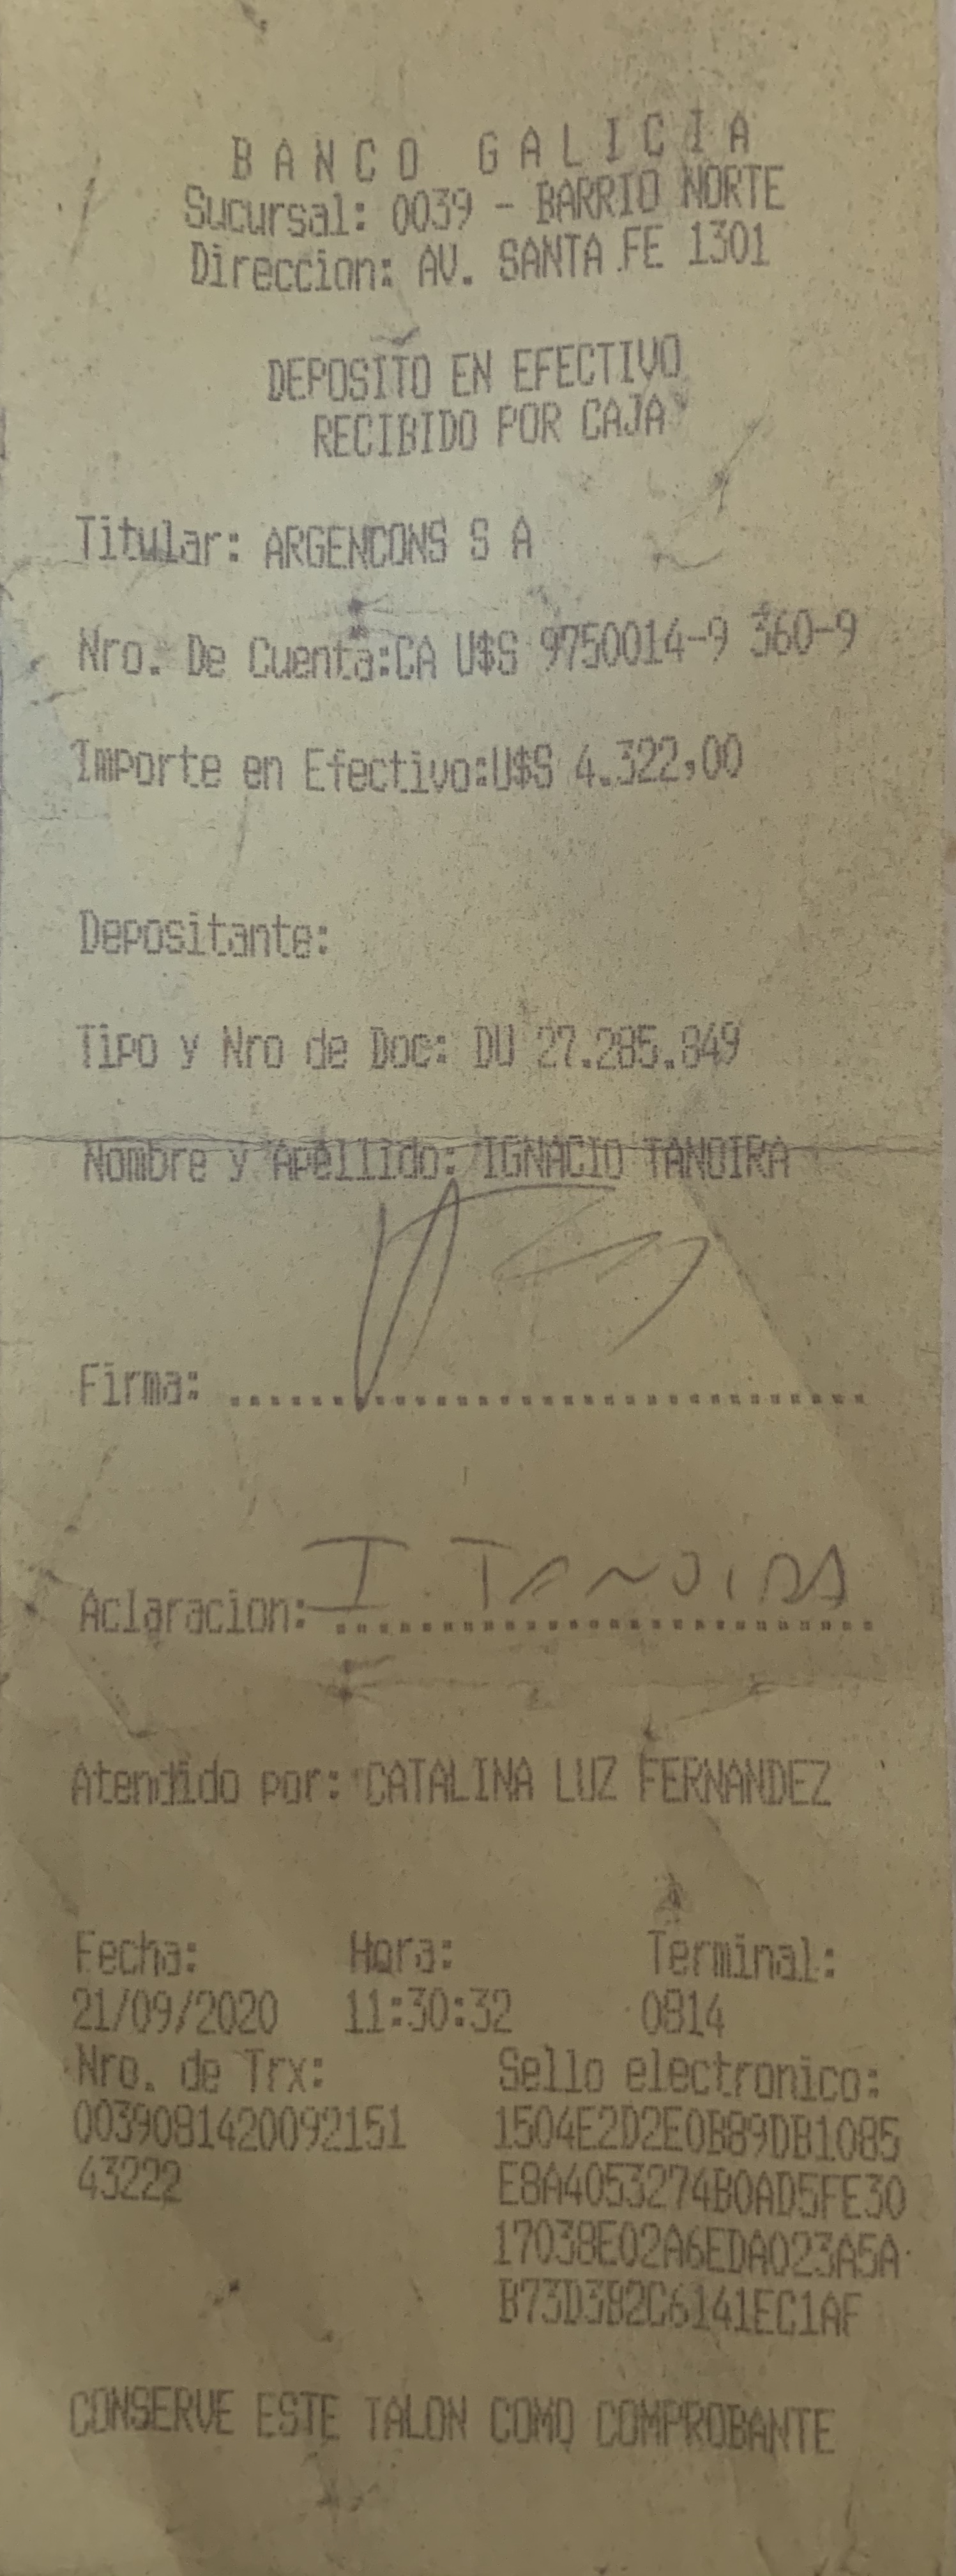 BANCO GALICIA
Sucursal: 0039 - BARRIO NORTE
Direccion: AV. SANTA FE 1301
DEPOSITO EN EFECTIVO
RECIBIDO POR CAJA
Titular: ARGENCONS S A
Nro. De Cuenta:CA U$S 9750014-9 360-9
Importe en Efectivo:U$S 4.322,00
Depositante:
Tipo y Nro de Doc: DU 27.285.849
Nombre y Apellido: IGNACIO TANOIRA
Firma: ....................................
Aclaracion: I. TANOIRA
Atendido por: CATALINA LUZ FERNANDEZ
Fecha: Hora: Terminal:
21/09/2020 11:30:32 0814
Nro. de Trx: Sello electronico:
0039081420092151 1504E2D2E0B89DB1085
43222 E8A4053274B0AD5FE30
17038E02A6EDA023A5A
B73D3B2C6141EC1AF
CONSERVE ESTE TALON COMO COMPROBANTE